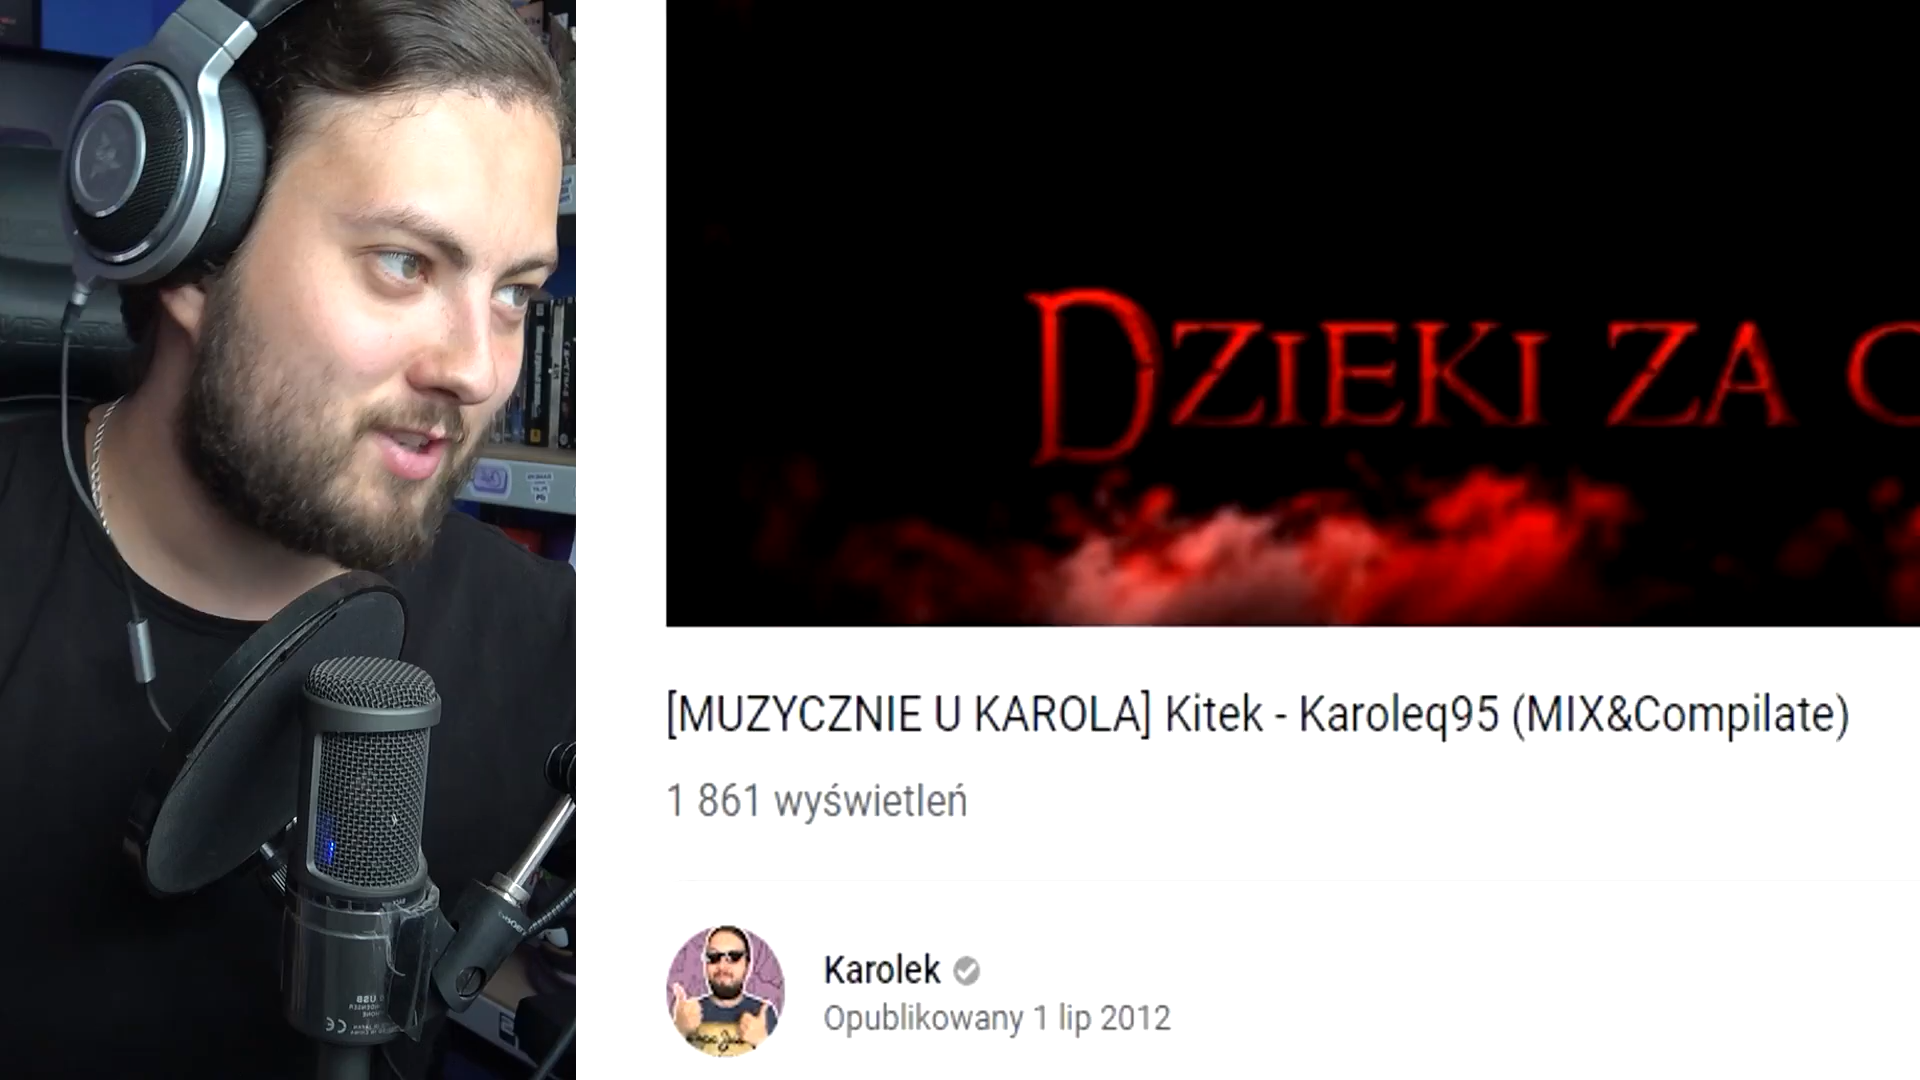 DZIEKI ZA
[MUZYCZNIE U KAROLA] Kitek - Karoleq95 (MIX&Compilate)
1 861 wyświetleń
Karolek
Opublikowany 1 lip 2012